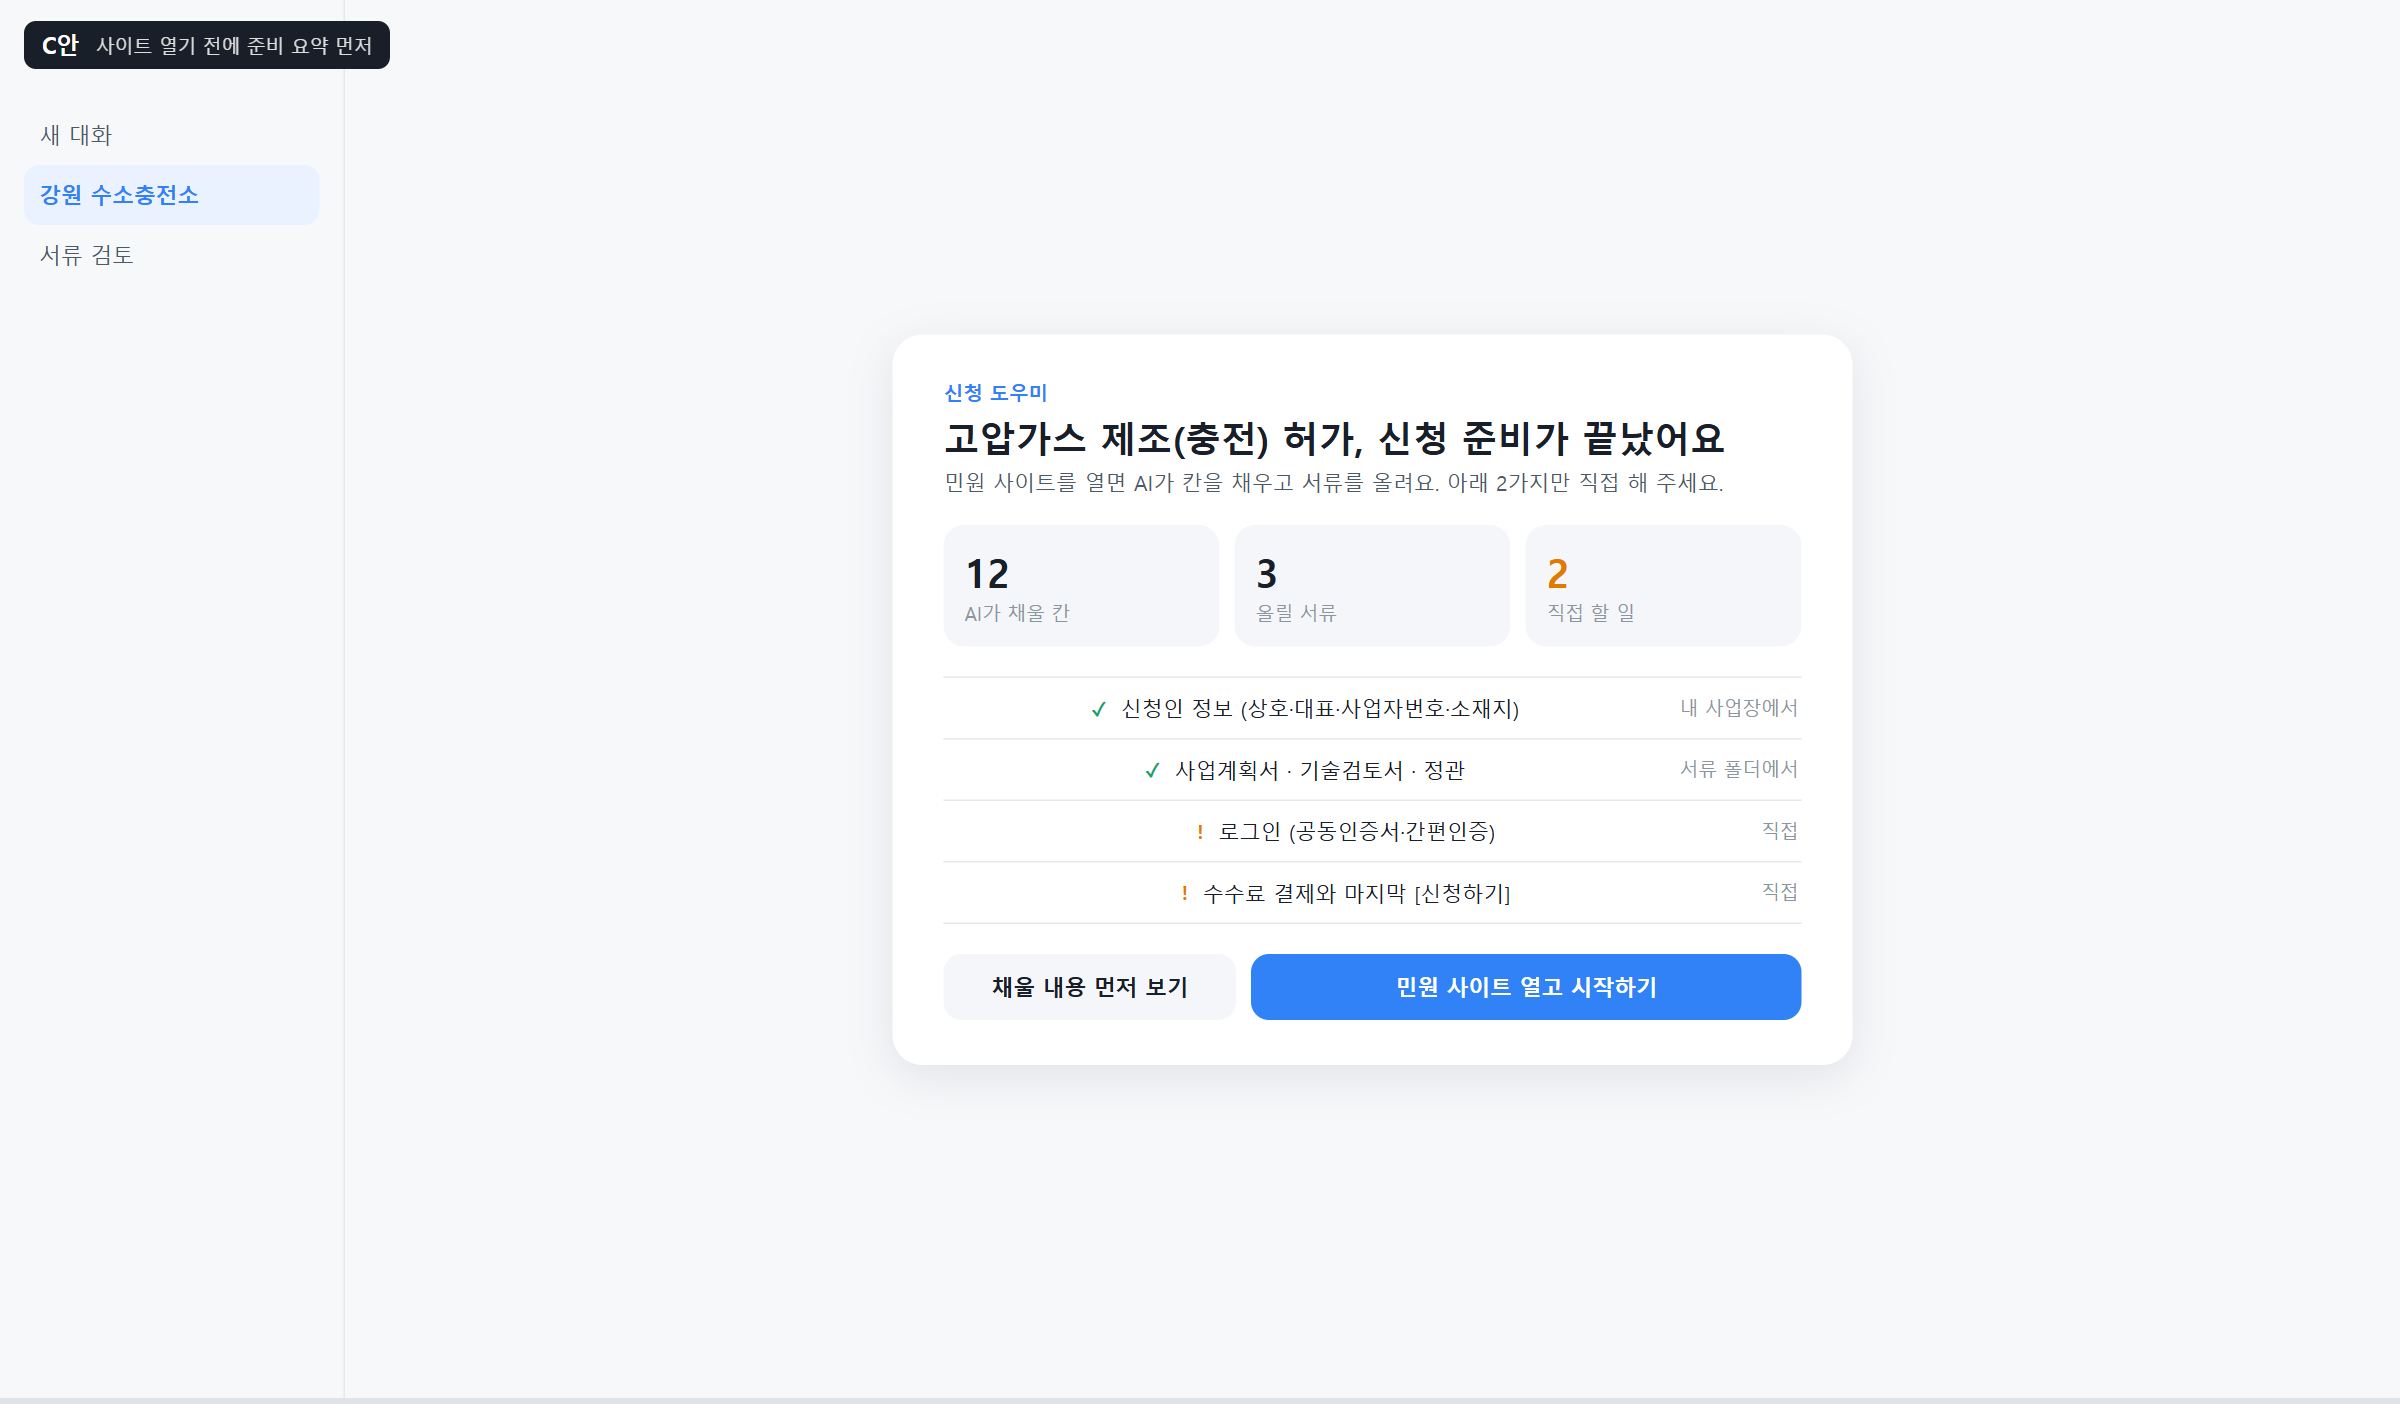 C안 사이트 열기 전에 준비 요약 먼저
새 대화
강원 수소충전소
서류 검토
신청 도우미
고압가스 제조(충전) 허가, 신청 준비가 끝났어요
민원 사이트를 열면 AI가 칸을 채우고 서류를 올려요. 아래 2가지만 직접 해 주세요.
12
AI가 채울 칸
3
올릴 서류
2
직접 할 일
✓ 신청인 정보 (상호·대표·사업자번호·소재지) 내 사업장에서
✓ 사업계획서 · 기술검토서 · 정관 서류 폴더에서
! 로그인 (공동인증서·간편인증) 직접
! 수수료 결제와 마지막 [신청하기] 직접
채울 내용 먼저 보기
민원 사이트 열고 시작하기